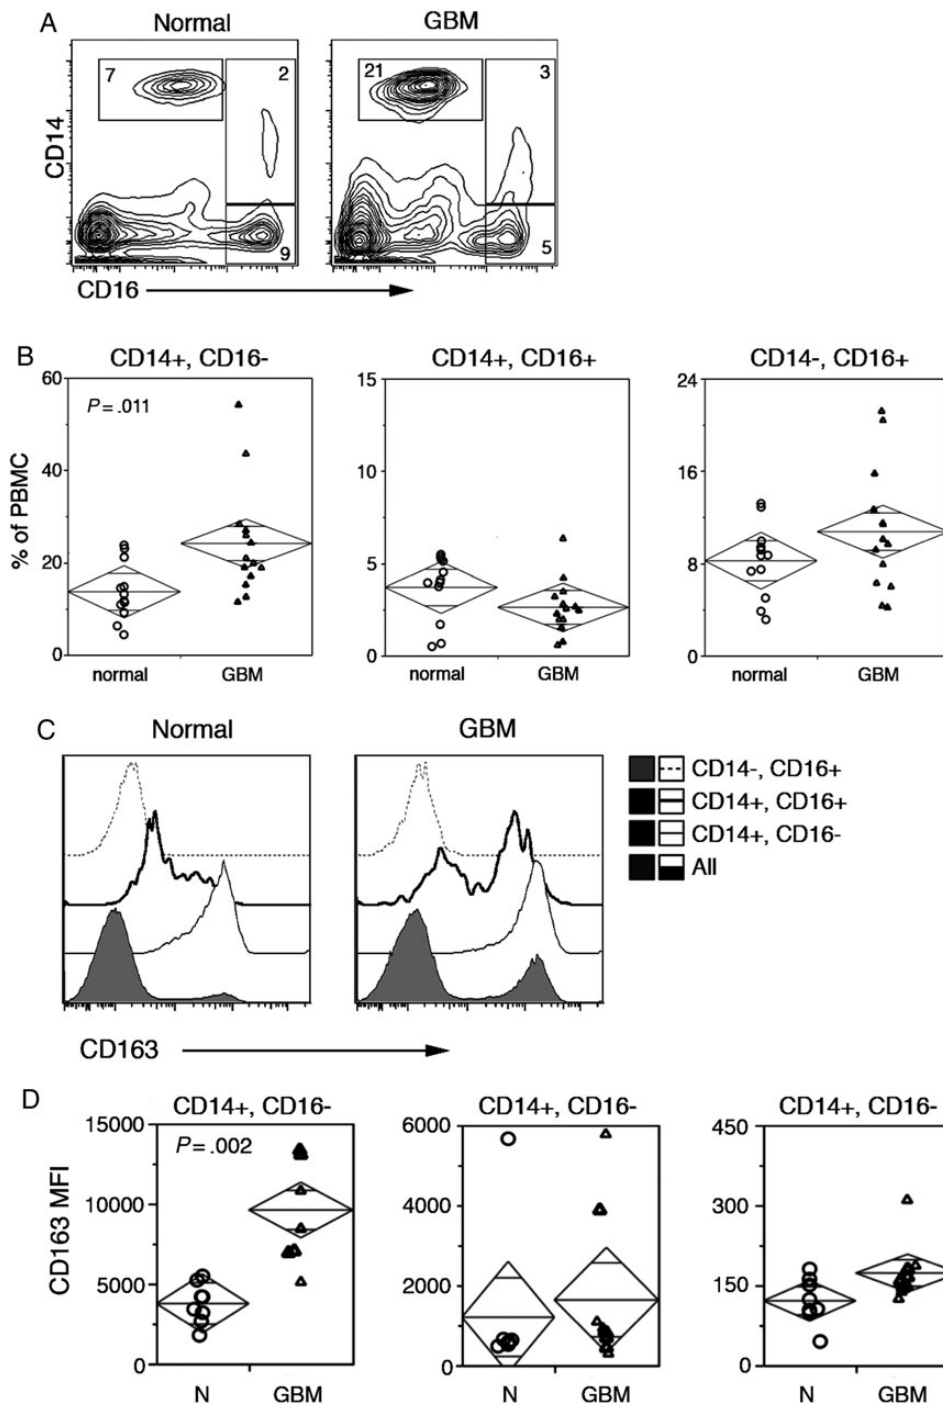 A
Normal
GBM
7
2
9
21
3
5
CD14
CD16
B
CD14+, CD16-
CD14+, CD16+
CD14-, CD16+
P = .011
% of PBMC
60
40
20
0
15
10
5
0
24
16
8
0
normal
GBM
normal
GBM
normal
GBM
C
Normal
GBM
CD14-, CD16+
CD14+, CD16+
CD14+, CD16-
All
CD163
D
CD14+, CD16-
CD14+, CD16-
CD14+, CD16-
P = .002
CD163 MFI
15000
10000
5000
0
6000
4000
2000
0
450
300
150
0
N
GBM
N
GBM
N
GBM